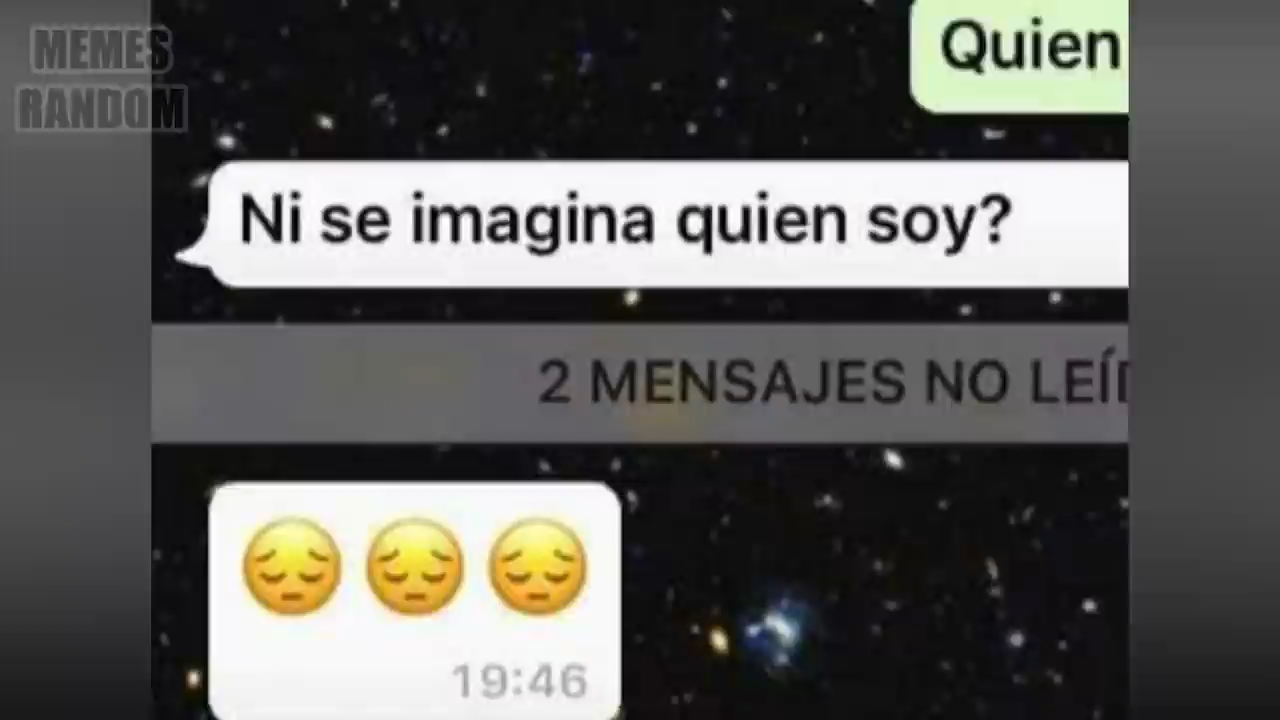 MEMES
RANDOM
Quien
Ni se imagina quien soy?
2 MENSAJES NO LEÍ
😔 😔 😔
19:46